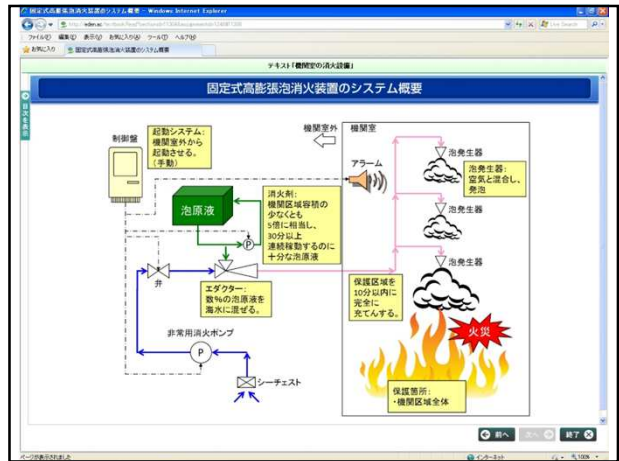 固定式高膨張泡消火装置のシステム概要 - Windows Internet Explorer
Live Search
ファイル(F) 編集(E) 表示(V) お気に入り(A) ツール(T) ヘルプ(H)
お気に入り 固定式高膨張泡消火装置のシステム概要
テキスト「機関室の消火設備」
固定式高膨張泡消火装置のシステム概要
目次を表示
制御盤
起動システム:
機関室外から
起動させる。
(手動)
機関室外
機関室
アラーム
泡発生器
泡発生器:
空気と混合し、
発泡
泡原液
P
消火剤:
機関区域容積の
少なくとも
5倍に相当し、
30分以上
連続稼動するのに
十分な泡原液
泡発生器
泡発生器
弁
エダクター:
数%の泡原液を
海水に混ぜる。
保護区域を
10分以内に
完全に
充てんする。
火災
非常用消火ポンプ
P
シーチェスト
保護箇所:
・機関区域全体
前へ 次へ 終了
ページが表示されました
インターネット
100%